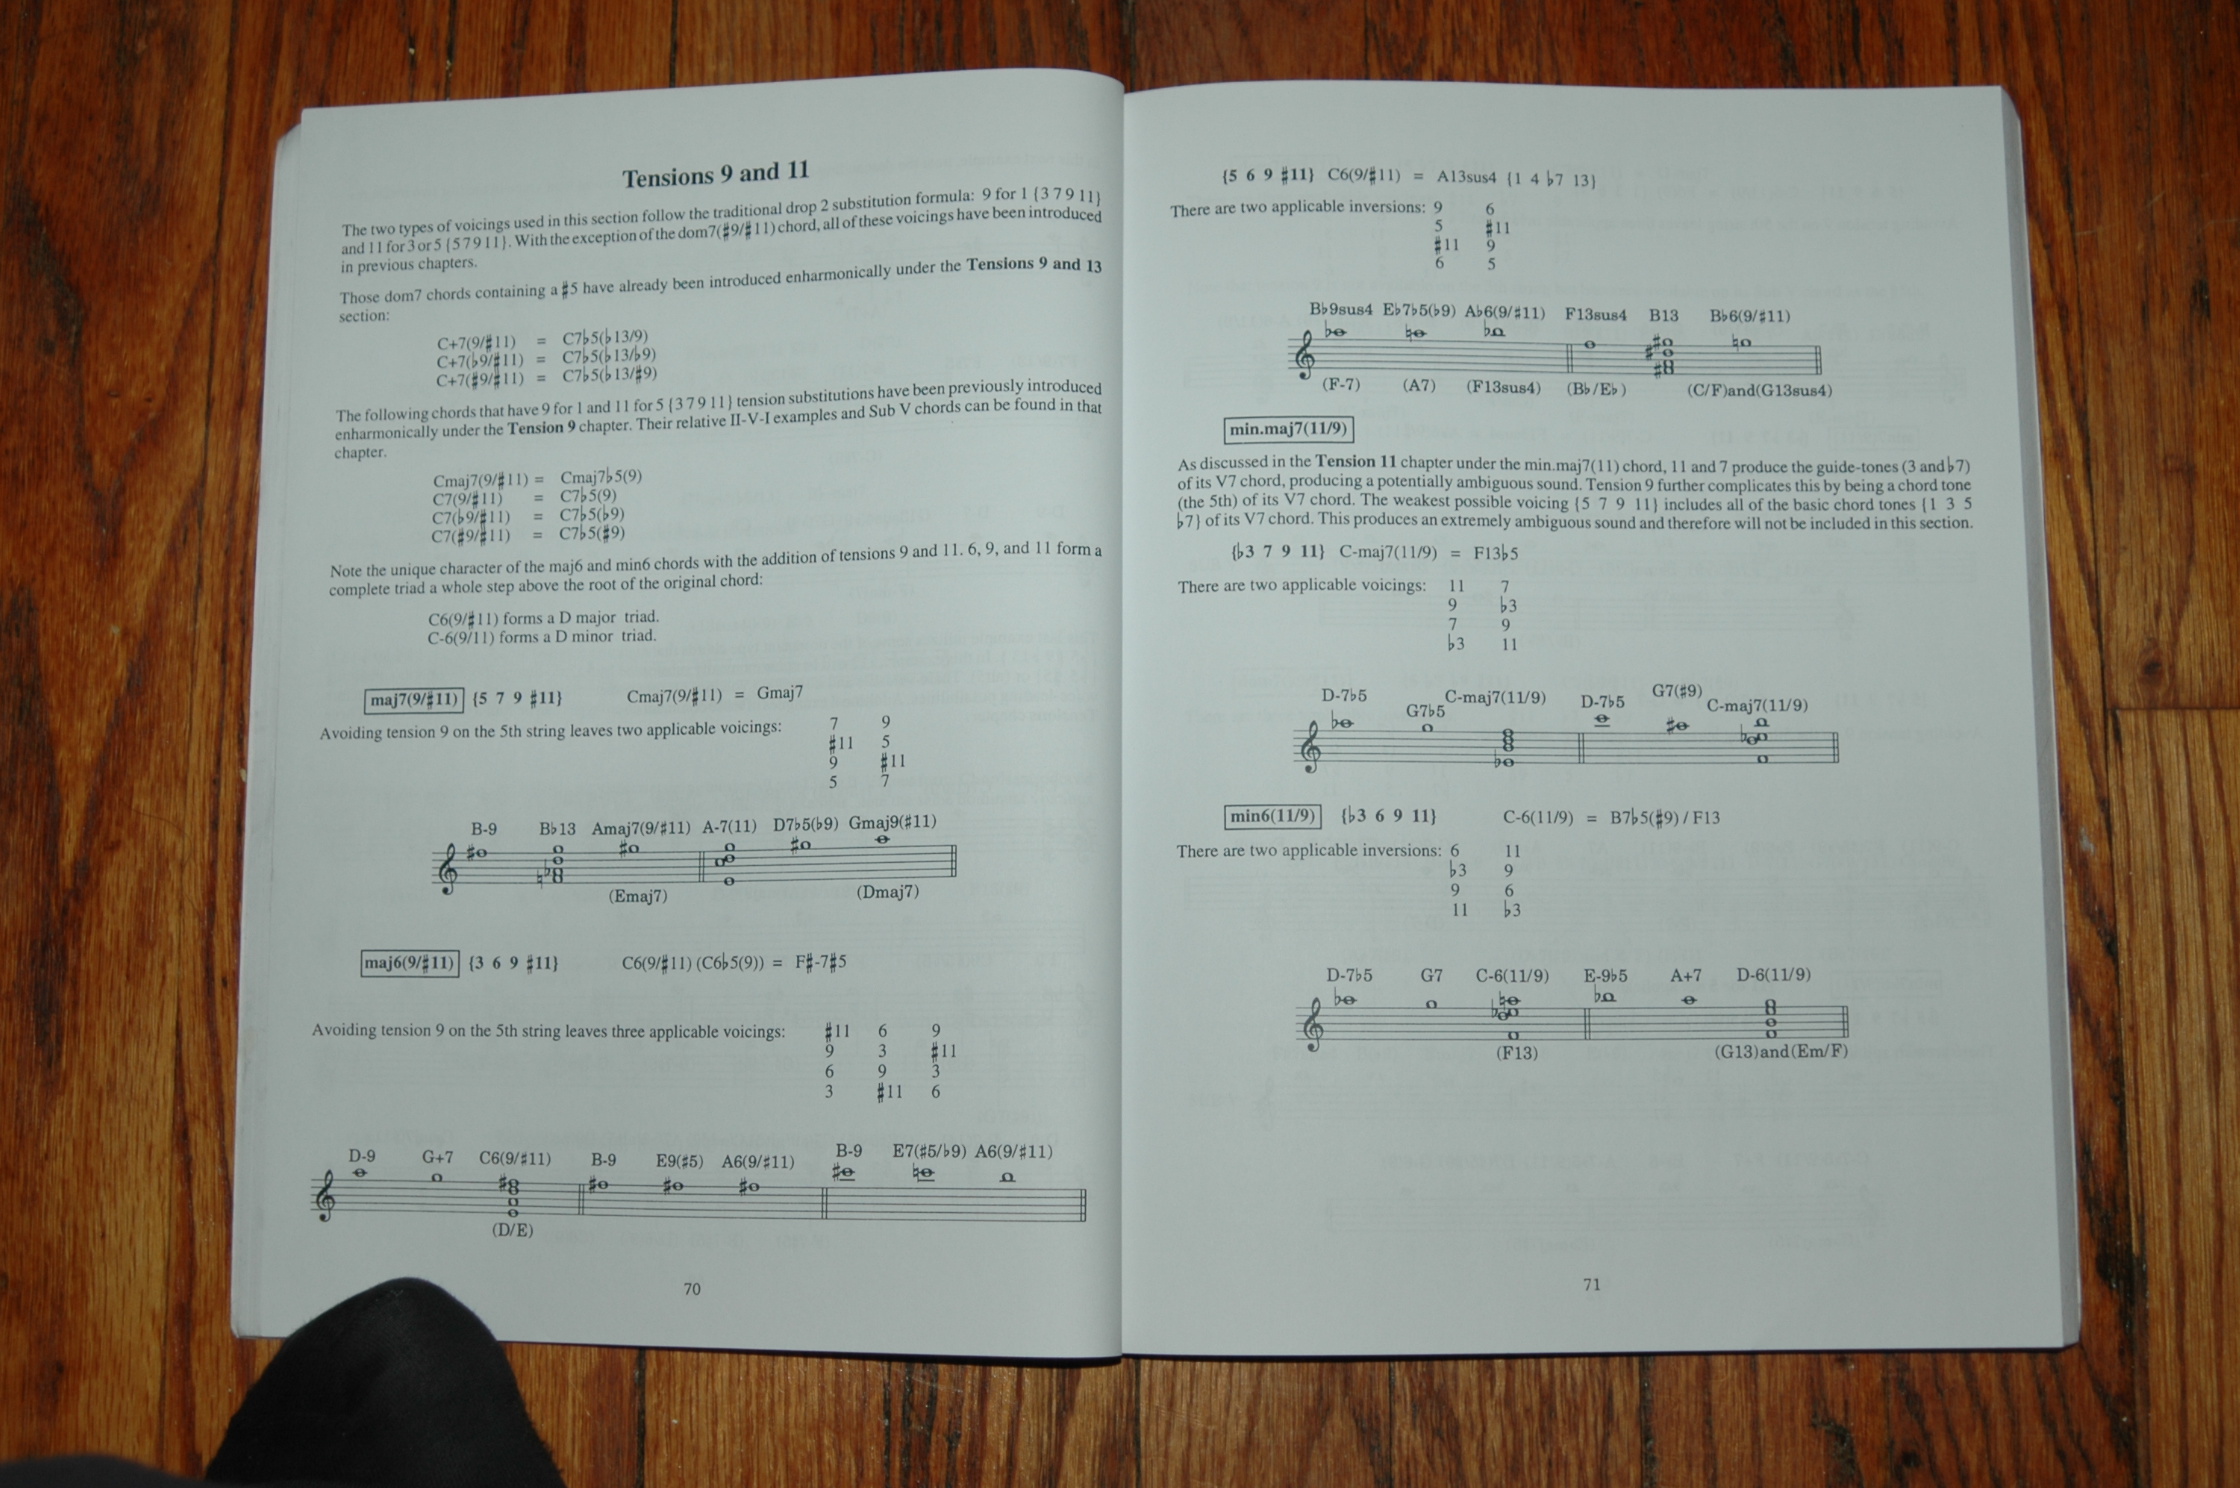 Tensions 9 and 11
The two types of voicings used in this section follow the traditional drop 2 substitution formula: 9 for 1 {3 7 9 11}
and 11 for 3 or 5 {5 7 9 11}. With the exception of the dom7(♯9/♯11) chord, all of these voicings have been introduced
in previous chapters.
Those dom7 chords containing a ♯5 have already been introduced enharmonically under the Tensions 9 and 13
section:
C+7(9/♯11) = C7♭5(♭13/9)
C+7(♭9/♯11) = C7♭5(♭13/♭9)
C+7(♯9/♯11) = C7♭5(♭13/♯9)
The following chords that have 9 for 1 and 11 for 5 {3 7 9 11} tension substitutions have been previously introduced
enharmonically under the Tension 9 chapter. Their relative II-V-I examples and Sub V chords can be found in that
chapter.
Cmaj7(9/♯11) = Cmaj7♭5(9)
C7(9/♯11) = C7♭5(9)
C7(♭9/♯11) = C7♭5(♭9)
C7(♯9/♯11) = C7♭5(♯9)
Note the unique character of the maj6 and min6 chords with the addition of tensions 9 and 11. 6, 9, and 11 form a
complete triad a whole step above the root of the original chord:
C6(9/♯11) forms a D major triad.
C-6(9/11) forms a D minor triad.
maj7(9/♯11) {5 7 9 ♯11} Cmaj7(9/♯11) = Gmaj7
Avoiding tension 9 on the 5th string leaves two applicable voicings: 7 9
♯11 5
9 ♯11
5 7
B-9 B♭13 Amaj7(9/♯11) A-7(11) D7♭5(♭9) Gmaj9(♯11)
(Emaj7) (Dmaj7)
maj6(9/♯11) {3 6 9 ♯11} C6(9/♯11) (C6♭5(9)) = F♯-7♯5
Avoiding tension 9 on the 5th string leaves three applicable voicings: ♯11 6 9
9 3 ♯11
6 9 3
3 ♯11 6
D-9 G+7 C6(9/♯11) B-9 E9(♯5) A6(9/♯11) B-9 E7(♯5/♭9) A6(9/♯11)
(D/E)
70
{5 6 9 ♯11} C6(9/♯11) = A13sus4 {1 4 ♭7 13}
There are two applicable inversions: 9 6
5 ♯11
♯11 9
6 5
B♭9sus4 E♭7♭5(♭9) A♭6(9/♯11) F13sus4 B13 B♭6(9/♯11)
(F-7) (A7) (F13sus4) (B♭/E♭) (C/F)and(G13sus4)
min.maj7(11/9)
As discussed in the Tension 11 chapter under the min.maj7(11) chord, 11 and 7 produce the guide-tones (3 and ♭7)
of its V7 chord, producing a potentially ambiguous sound. Tension 9 further complicates this by being a chord tone
(the 5th) of its V7 chord. The weakest possible voicing {5 7 9 11} includes all of the basic chord tones {1 3 5
♭7} of its V7 chord. This produces an extremely ambiguous sound and therefore will not be included in this section.
{♭3 7 9 11} C-maj7(11/9) = F13♭5
There are two applicable voicings: 11 7
9 ♭3
7 9
♭3 11
D-7♭5 G7♭5 C-maj7(11/9) D-7♭5 G7(♯9) C-maj7(11/9)
min6(11/9) {♭3 6 9 11} C-6(11/9) = B7♭5(♯9) / F13
There are two applicable inversions: 6 11
♭3 9
9 6
11 ♭3
D-7♭5 G7 C-6(11/9) E-9♭5 A+7 D-6(11/9)
(F13) (G13)and(Em/F)
71